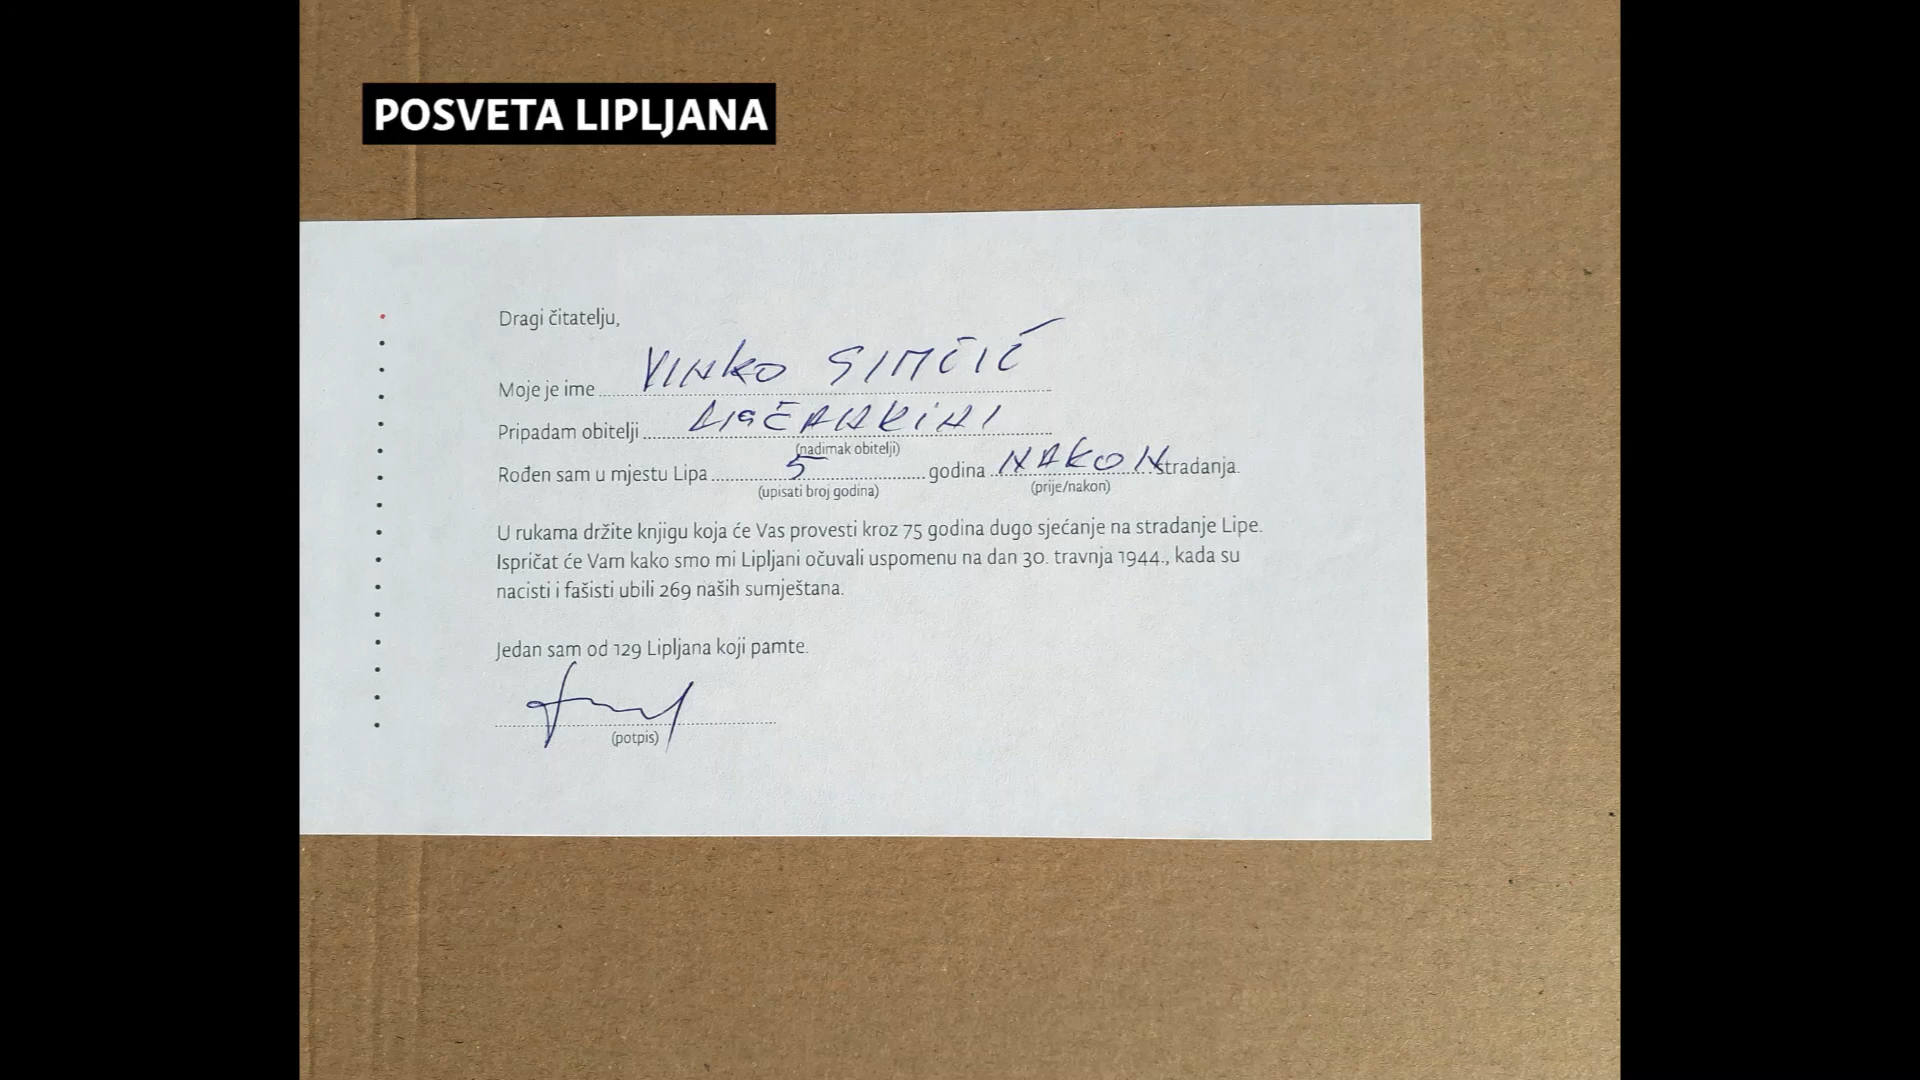 POSVETA LIPLJANA
Dragi čitatelju,
Moje je ime VINKO SIMČIĆ
Pripadam obitelji
(nadimak obitelji)
Rođen sam u mjestu Lipa 5 godina NAKON stradanja.
(upisati broj godina) (prije/nakon)
U rukama držite knjigu koja će Vas provesti kroz 75 godina dugo sjećanje na stradanje Lipe.
Ispričat će Vam kako smo mi Lipljani očuvali uspomenu na dan 30. travnja 1944., kada su
nacisti i fašisti ubili 269 naših sumještana.
Jedan sam od 129 Lipljana koji pamte.
(potpis)